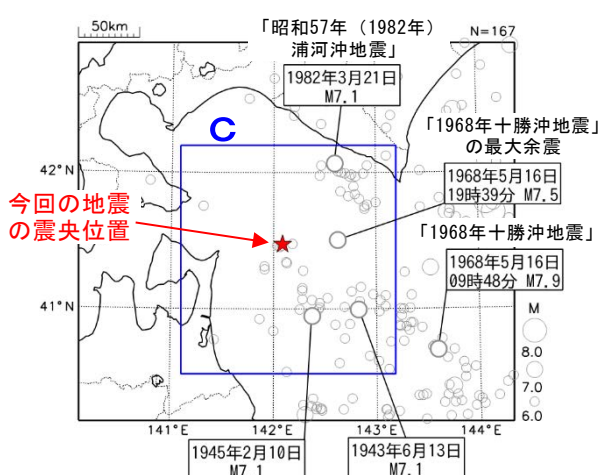 50km
「昭和57年（1982年）
浦河沖地震」
N=167
1982年3月21日
M7.1
C
「1968年十勝沖地震」
の最大余震
42°N
1968年5月16日
19時39分 M7.5
今回の地震
の震央位置
「1968年十勝沖地震」
1968年5月16日
09時48分 M7.9
41°N
M
8.0
7.0
6.0
141°E
142°E
143°E
144°E
1945年2月10日
M7.1
1943年6月13日
M7.1